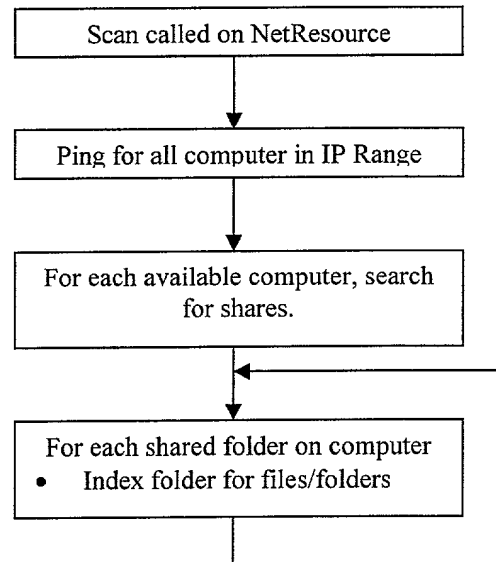 Scan called on NetResource
Ping for all computer in IP Range
For each available computer, search
for shares.
For each shared folder on computer
• Index folder for files/folders